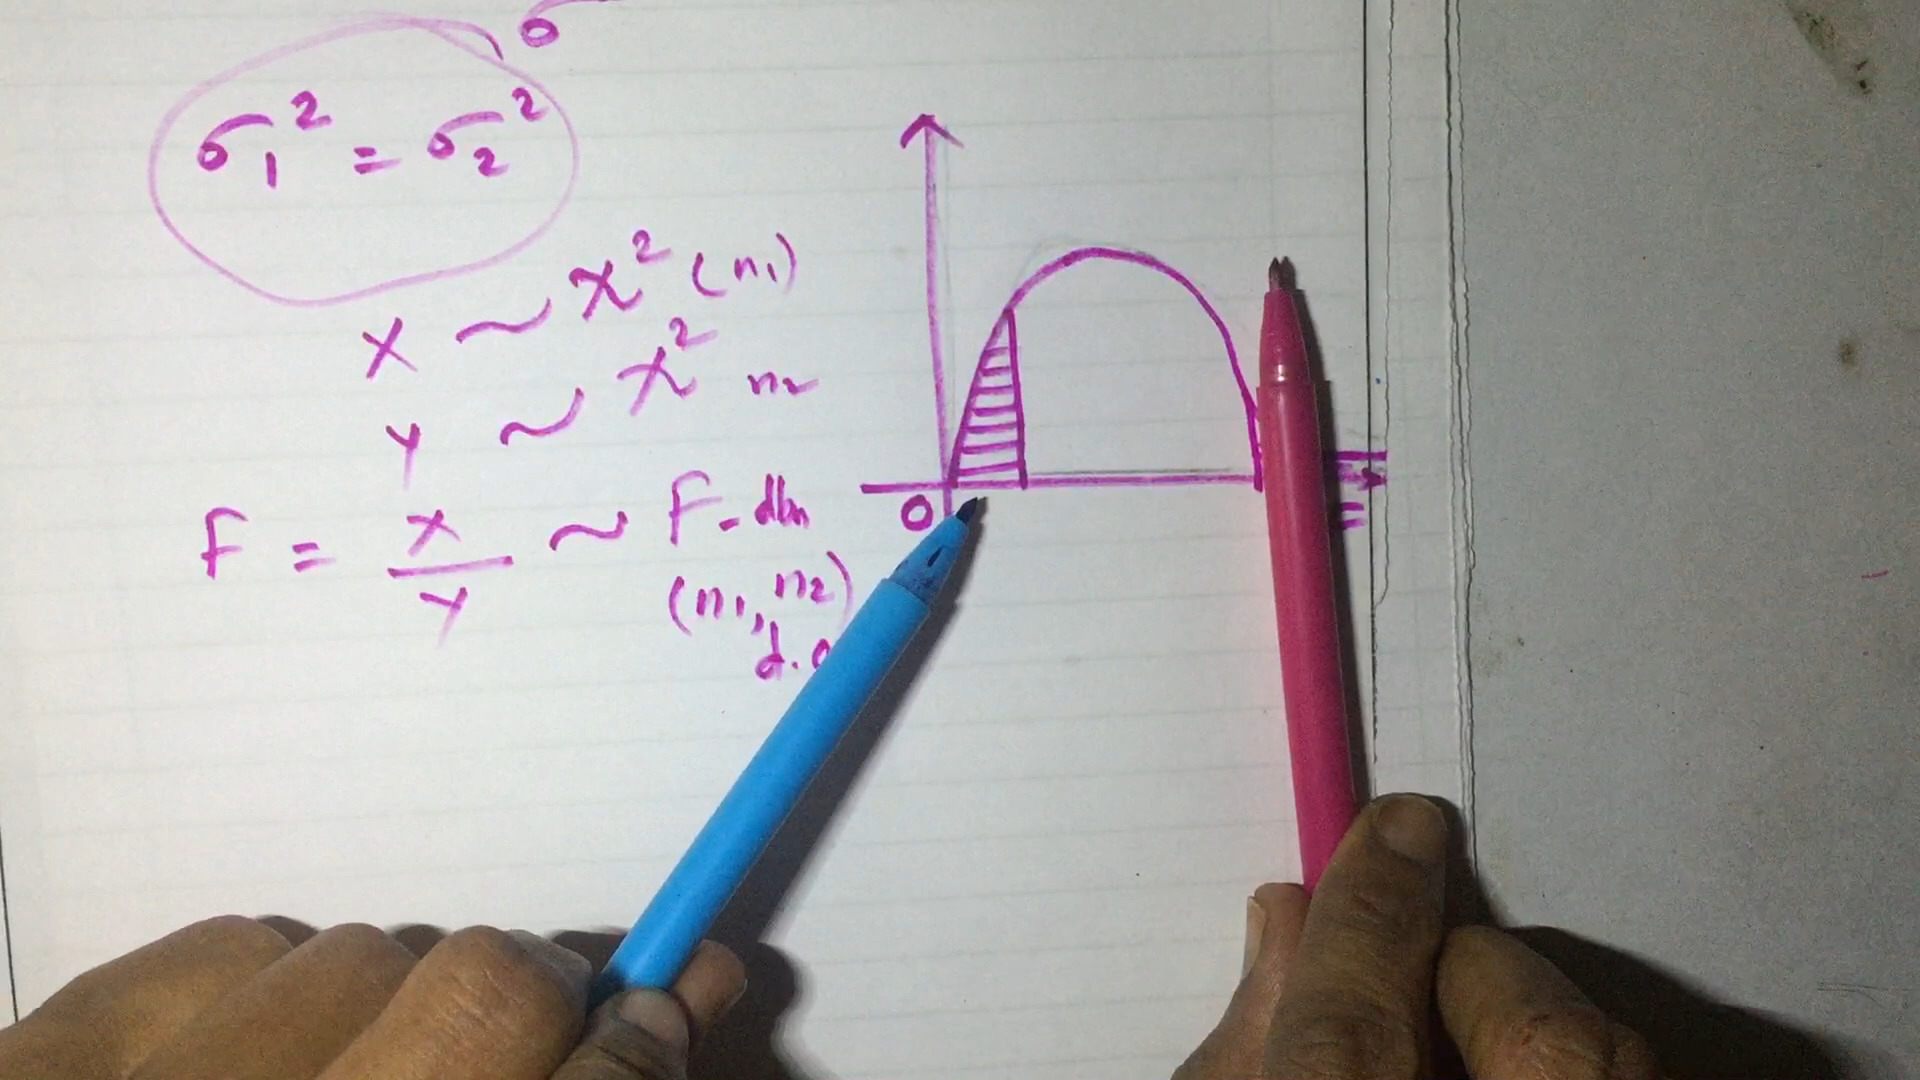 σ
σ₁² = σ₂²
X ~ χ² (n₁)
Y ~ χ² n₂
F = X/Y ~ F-dbn
(n₁, n₂)
d.
0